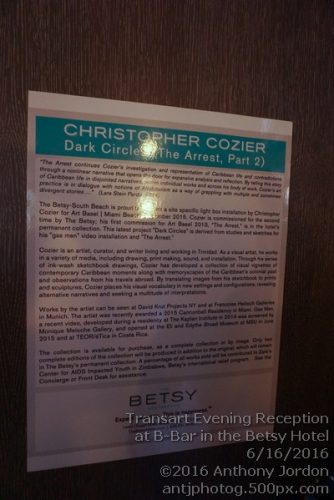 CHRISTOPHER COZIER
Dark Circles (The Arrest, Part 2)
"The Arrest continues Cozier's investigation and representation of Caribbean life and contradictions
through a nonlinear narrative that opens the door for expansive analysis and reflection. By telling this story
of Caribbean life in disjointed narratives, within individual works and across his body of work, Cozier's art
practice is in dialogue with notions of as a way of grappling with multiple and sometimes
divergent stories..." (Lara Stein Pardo
The Betsy-South Beach is proud to present a site specific light box installation by Christopher
Cozier for Art Basel | Miami Beach, December 2015. Cozier is commissioned for the second
time by The Betsy; his first commission for Art Basel 2013, "The Arrest," is in the hotel's
permanent collection. This latest project "Dark Circles" is derived from studies and sketches for
his "gas men" video installation and "The Arrest."
Cozier is an artist, curator, and writer living and working in Trinidad. As a visual artist, he works
in a variety of media, including drawing, print making, sound, and installation. Through the practice
of ink-wash sketchbook drawings, Cozier has developed a collection of visual vignettes of
contemporary Caribbean moments along with memoryscapes of the Caribbean's colonial past
and observations from his travels abroad. By translating images from his sketchbook to prints
and sculptures, Cozier places his visual vocabulary in new settings and configurations, revealing
alternative narratives and seeking a multitude of interpretations.
Works by the artist can be seen at David Krut Projects NY and at Francoise Heitsch Galleries
in Munich. The artist was recently awarded a 2015 Cannonball Residency in Miami. Gas Men,
a recent video, developed during a residency at The Kaplan Institute in 2014 was screened by
Monique Meloche Gallery, and opened at the Eli and Edythe Broad Museum at MSU in June
2015 and at TEOR/éTica in Costa Rica.
The collection is available for purchase, as a complete collection or by image. Only two
complete editions of the collection will be produced in addition to the original, which will remain
in The Betsy's permanent collection. A percentage of all works sold will be contributed to Zane's
Center for AIDS Impacted Youth in Zimbabwe, Betsy's international relief program. See the
Concierge or Front Desk for assistance.
BETSY
Transart Evening Reception
at B-Bar in the Betsy Hotel
6/16/2016
©2016 Anthony Jordon
antjphotog.500px.com